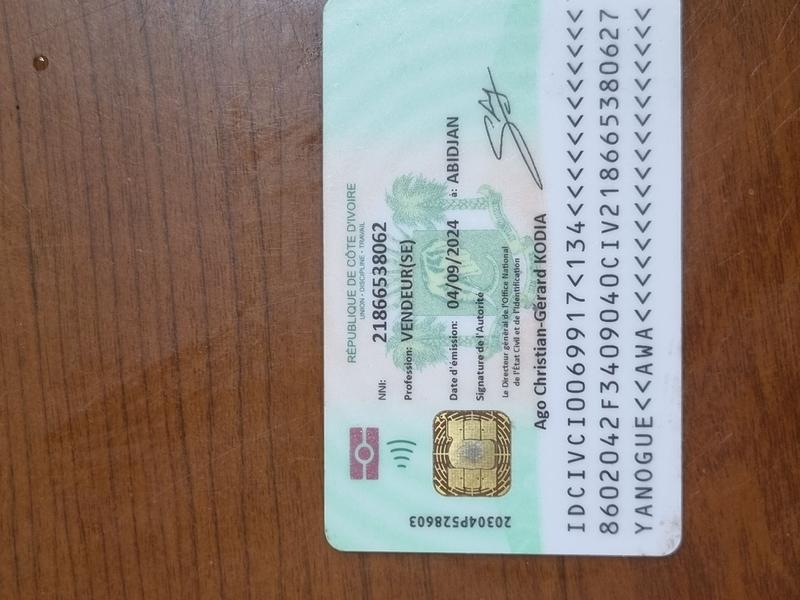 RÉPUBLIQUE DE CÔTE D'IVOIRE
UNION - DISCIPLINE - TRAVAIL
NNI: 21866538062
Profession: VENDEUR(SE)
Date d'émission: 04/09/2024 à: ABIDJAN
Signature de l'Autorité
Le Directeur général de l'Office National
de l'État Civil et de l'Identification
Ago Christian-Gérard KODIA
20304P528603
IDCIVCI0069917<134<<<<<<<<<<<<
8602042F3409040CIV218665380627
YANOGUE<<AWA<<<<<<<<<<<<<<<<<<